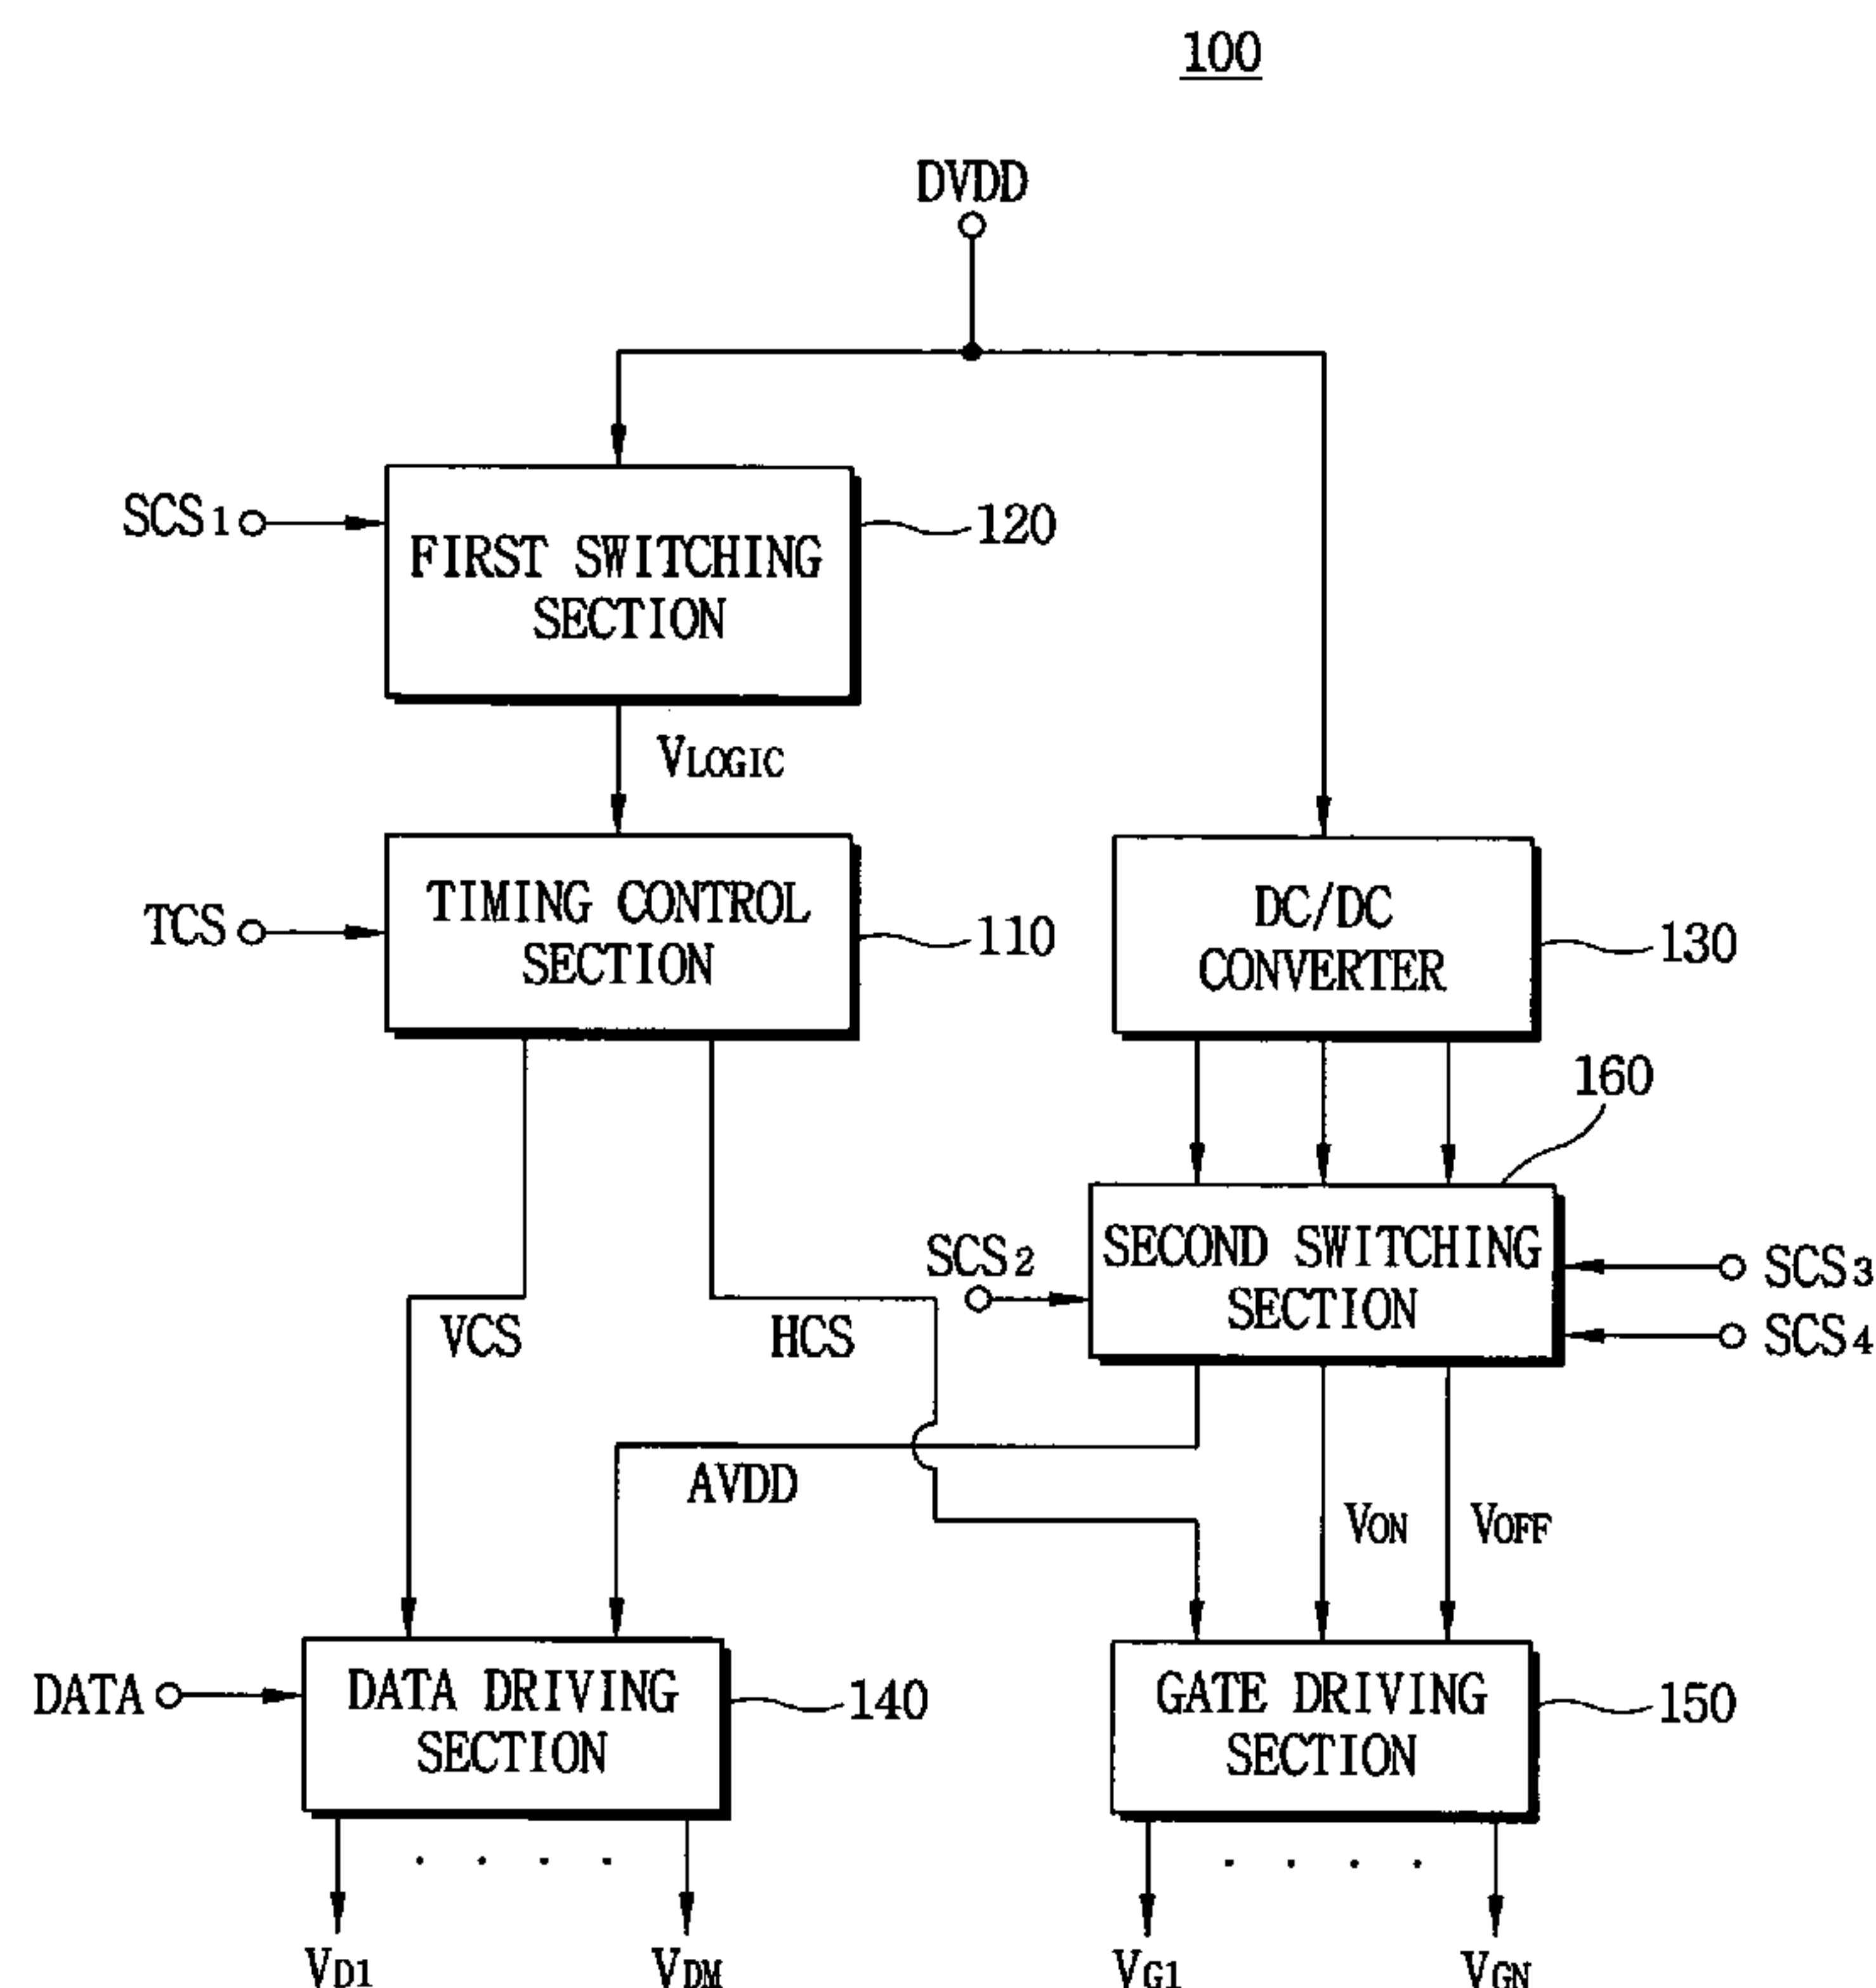 100
DVDD
SCS1
FIRST SWITCHING
SECTION
120
VLOGIC
TCS
TIMING CONTROL
SECTION
110
DC/DC
CONVERTER
130
160
SCS2
SECOND SWITCHING
SECTION
SCS3
SCS4
VCS
HCS
AVDD
VON
VOFF
DATA
DATA DRIVING
SECTION
140
GATE DRIVING
SECTION
150
. . . .
. . . .
VD1
VDM
VG1
VGN